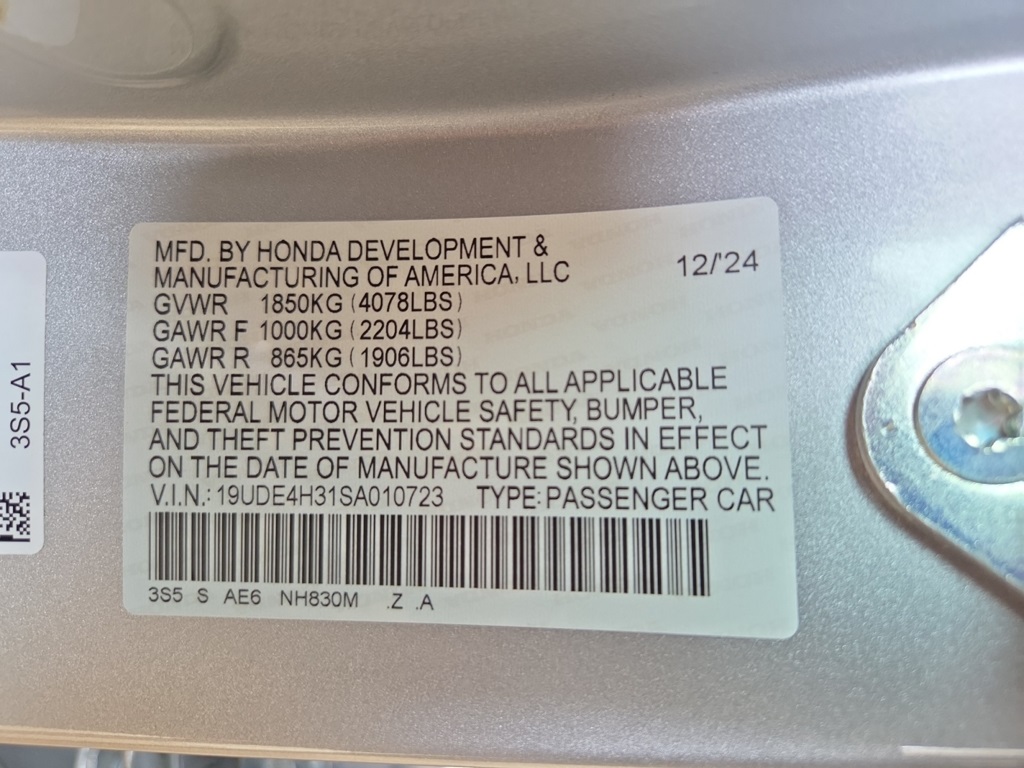 MFD. BY HONDA DEVELOPMENT &
MANUFACTURING OF AMERICA, LLC
12/'24
GVWR 1850KG (4078LBS)
GAWR F 1000KG (2204LBS)
GAWR R 865KG (1906LBS)
THIS VEHICLE CONFORMS TO ALL APPLICABLE
FEDERAL MOTOR VEHICLE SAFETY, BUMPER,
AND THEFT PREVENTION STANDARDS IN EFFECT
ON THE DATE OF MANUFACTURE SHOWN ABOVE.
V.I.N.: 19UDE4H31SA010723 TYPE: PASSENGER CAR
3S5 S AE6 NH830M .Z .A
3S5-A1